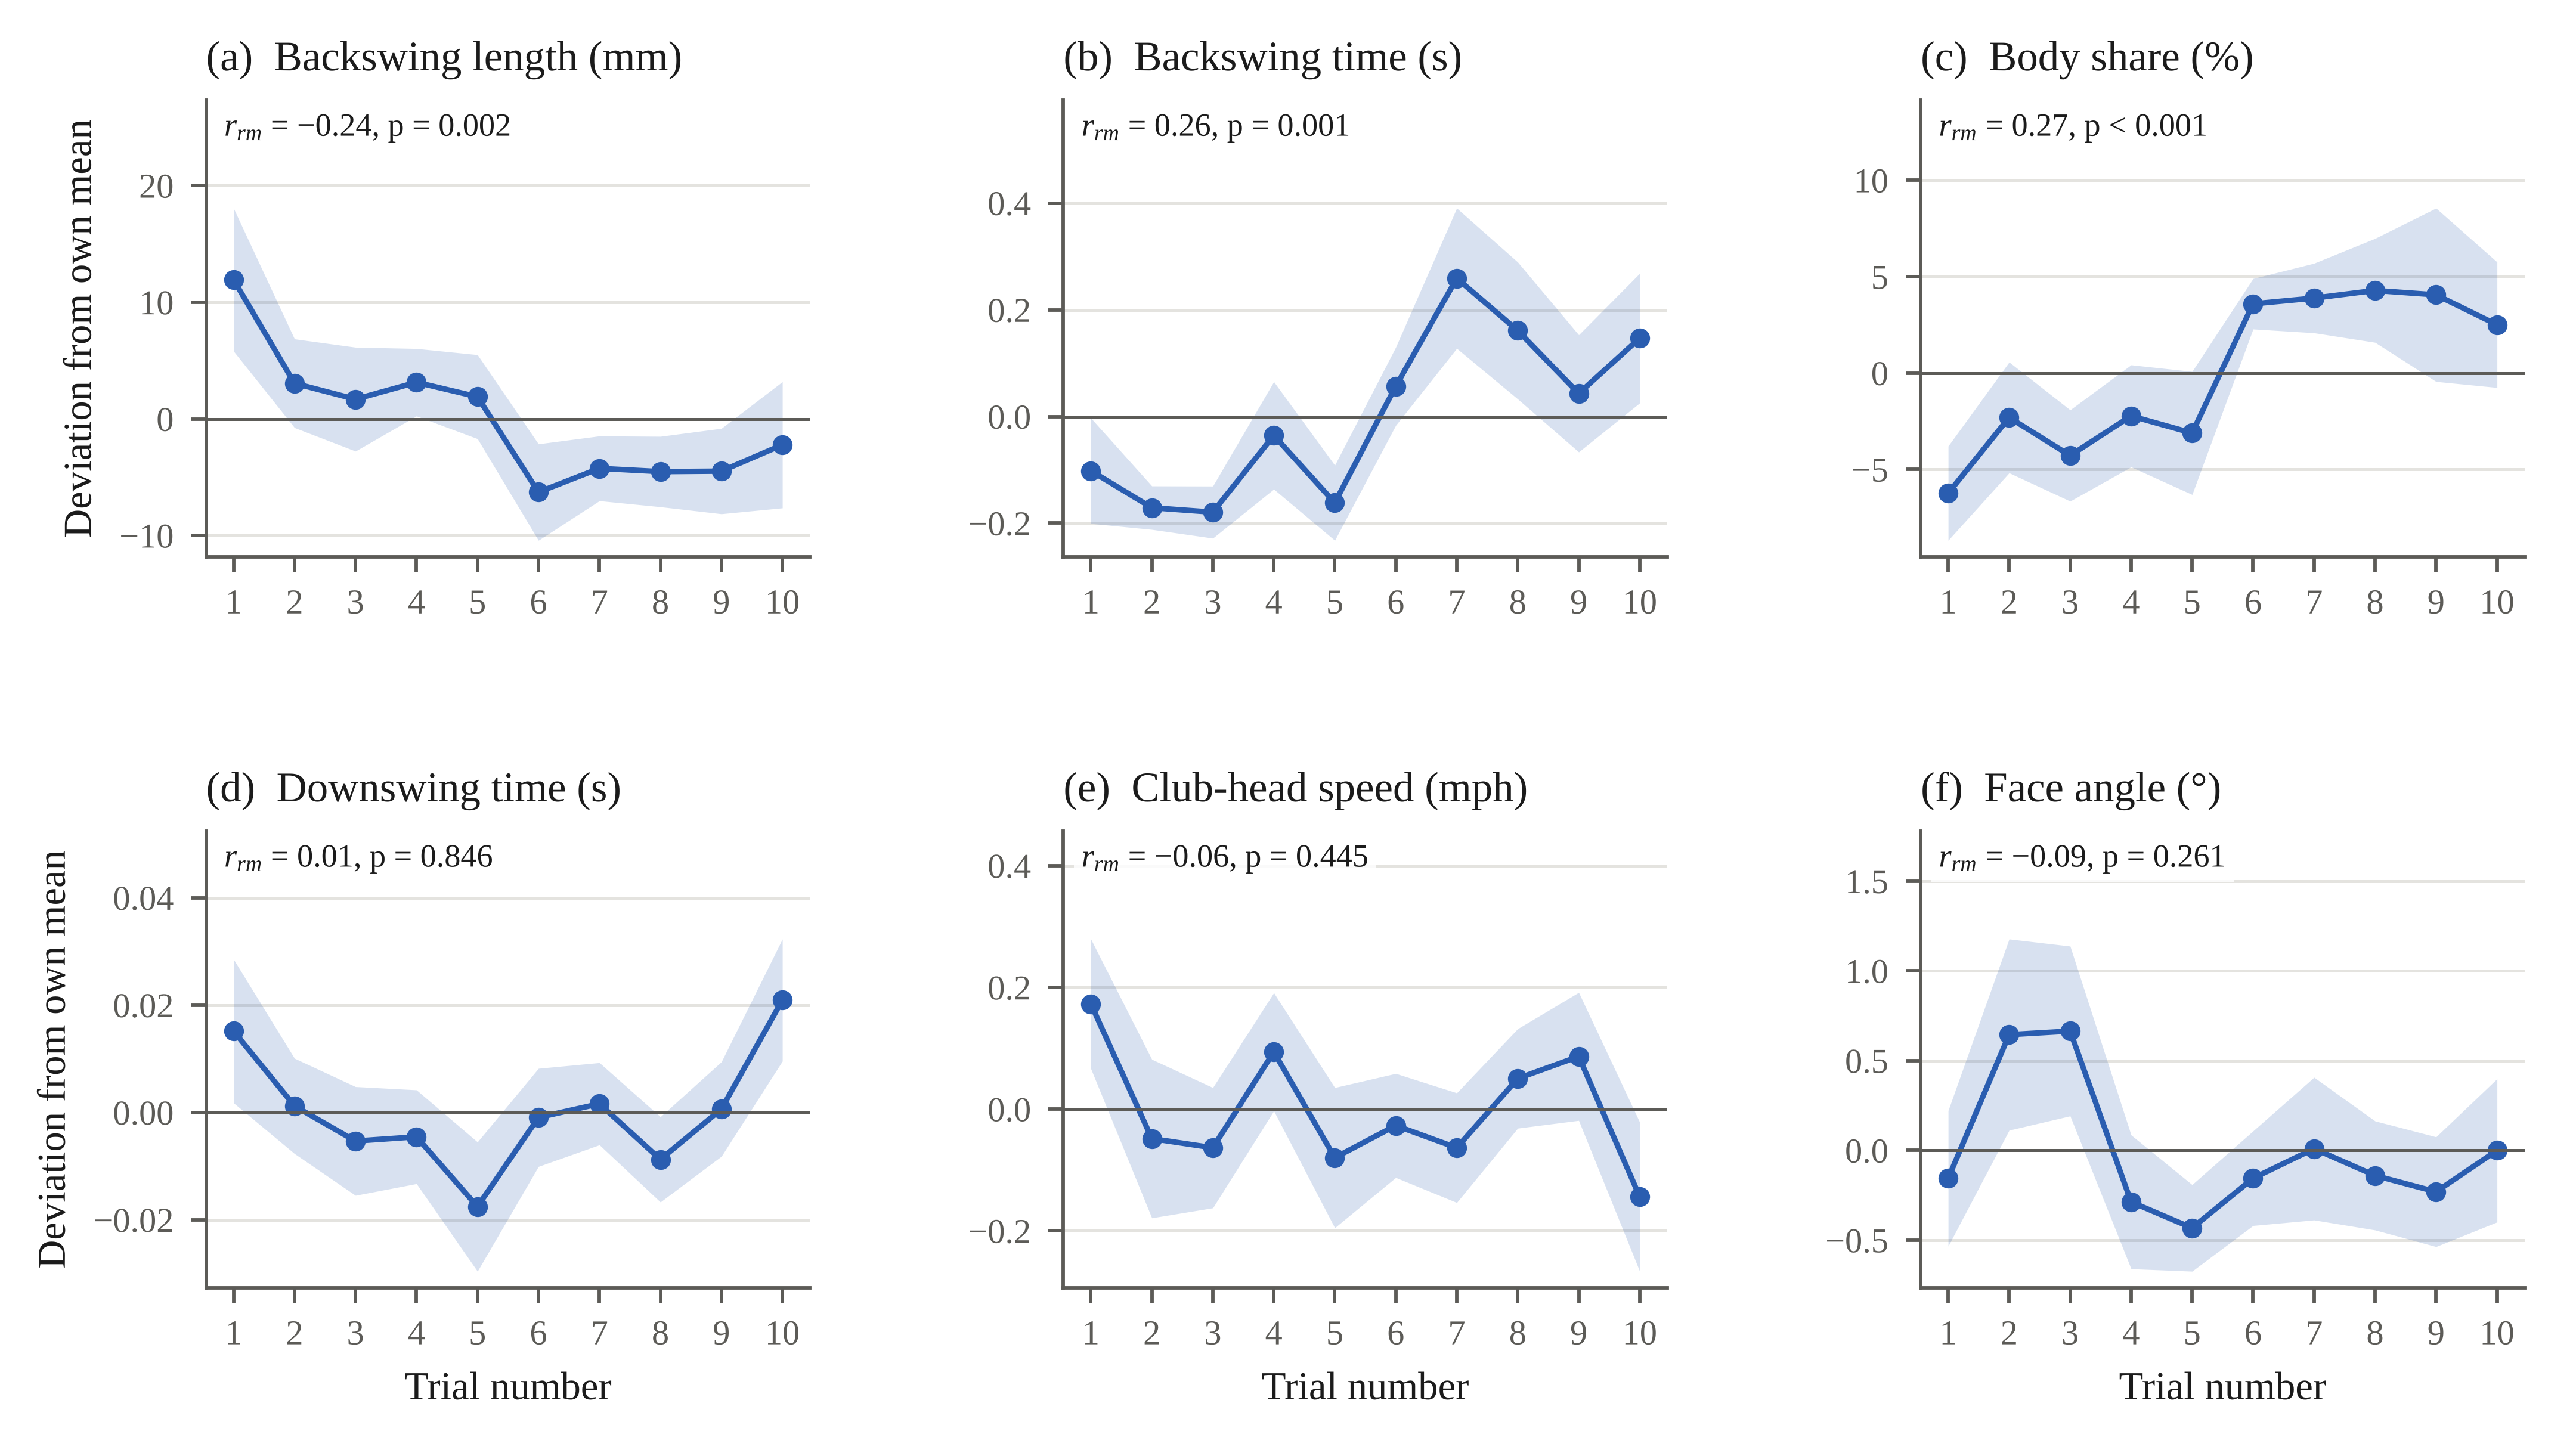 (a) Backswing length (mm)
r_rm = −0.24, p = 0.002
Deviation from own mean
20
10
0
−10
1 2 3 4 5 6 7 8 9 10
(b) Backswing time (s)
r_rm = 0.26, p = 0.001
0.4
0.2
0.0
−0.2
1 2 3 4 5 6 7 8 9 10
(c) Body share (%)
r_rm = 0.27, p < 0.001
10
5
0
−5
1 2 3 4 5 6 7 8 9 10
(d) Downswing time (s)
r_rm = 0.01, p = 0.846
Deviation from own mean
0.04
0.02
0.00
−0.02
1 2 3 4 5 6 7 8 9 10
Trial number
(e) Club-head speed (mph)
r_rm = −0.06, p = 0.445
0.4
0.2
0.0
−0.2
1 2 3 4 5 6 7 8 9 10
Trial number
(f) Face angle (°)
r_rm = −0.09, p = 0.261
1.5
1.0
0.5
0.0
−0.5
1 2 3 4 5 6 7 8 9 10
Trial number